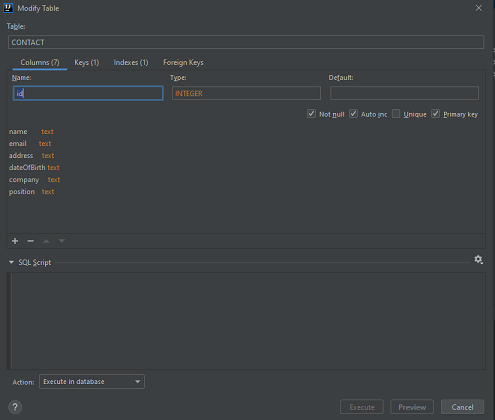 Modify Table
Table:
CONTACT
Columns (7) Keys (1) Indexes (1) Foreign Keys
Name: Type: Default:
id INTEGER
Not null Auto inc Unique Primary key
name text
email text
address text
dateOfBirth text
company text
position text
SQL Script
Action: Execute in database
? Execute Preview Cancel